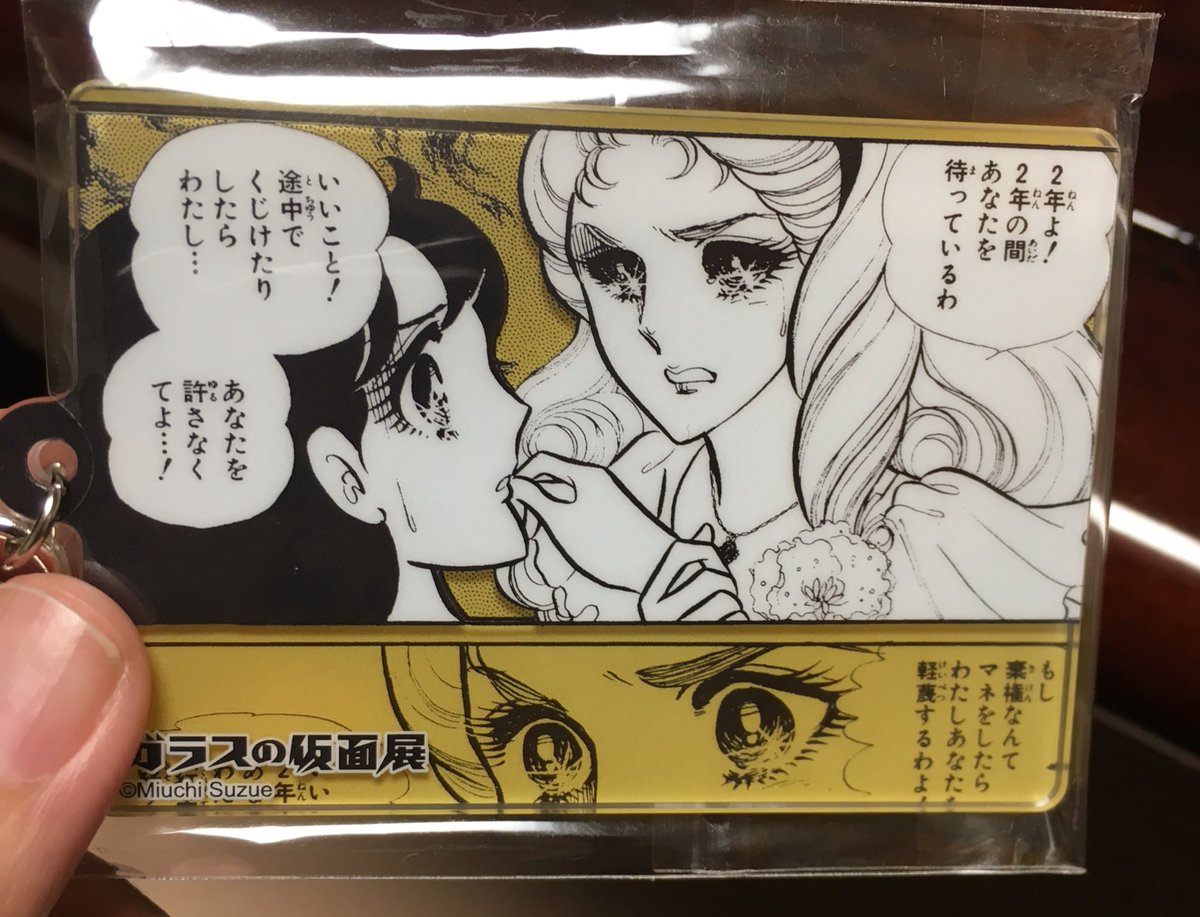 2年よ！
2年の間
あなたを
待っているわ
いいこと！
途中で
くじけたり
したら
わたし…
あなたを
許さなく
てよ…！
もし
棄権なんて
マネをしたら
わたしあなたを
軽蔑するわよ！
ガラスの仮面展
©Miuchi Suzue